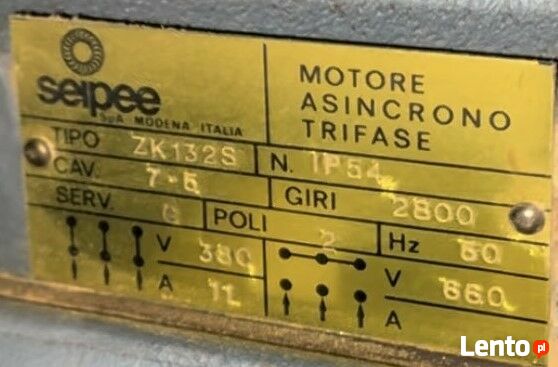 seipee
SpA MODENA ITALIA
MOTORE
ASINCRONO
TRIFASE
TIPO ZK132S N. IP54
CAV. 7-5 GIRI 2800
SERV. POLI 2 Hz
V 380 V 660
A 11 A
Lento.pl